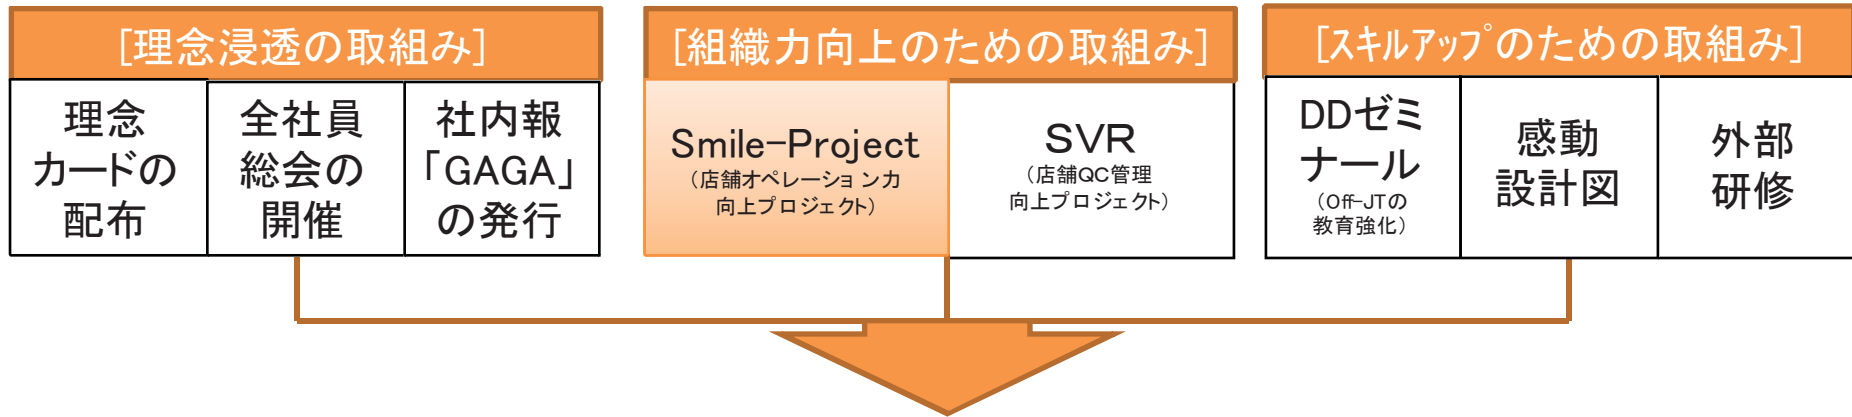 [理念浸透の取組み]
理念
カードの
配布
全社員
総会の
開催
社内報
「GAGA」
の発行
[組織力向上のための取組み]
Smile-Project
(店舗オペレーション力
向上プロジェクト)
SVR
(店舗QC管理
向上プロジェクト)
[スキルアップのための取組み]
DDゼミ
ナール
(Off-JTの
教育強化)
感動
設計図
外部
研修